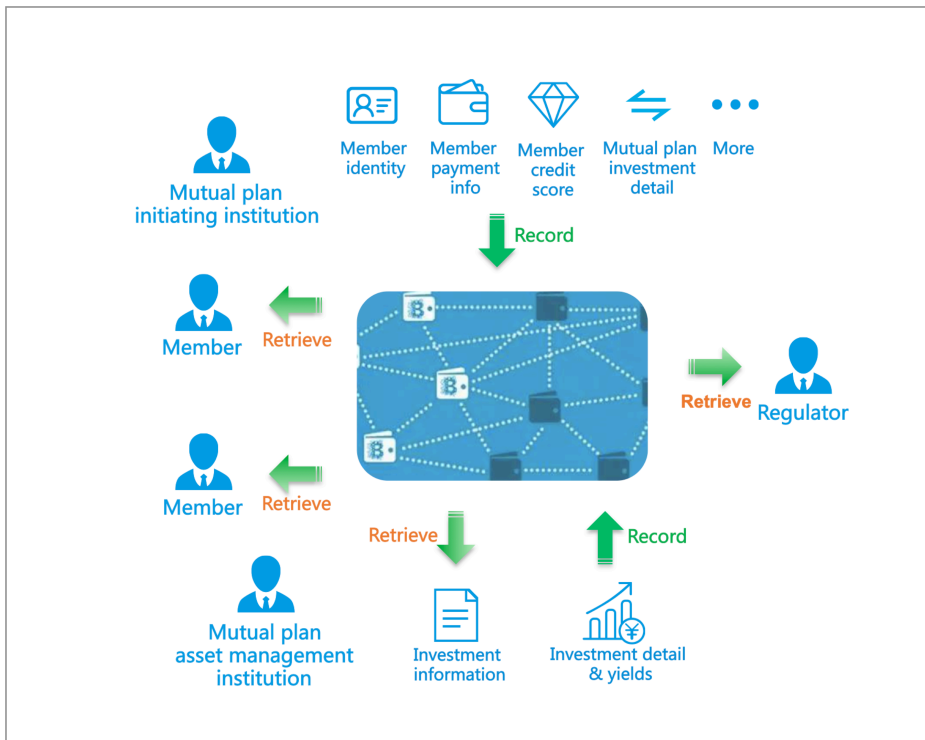 Member
identity
Member
payment
info
Member
credit
score
Mutual plan
investment
detail
More
Mutual plan
initiating institution
Record
Member
Retrieve
Retrieve
Regulator
Member
Retrieve
Retrieve
Record
Mutual plan
asset management
institution
Investment
information
Investment detail
& yields